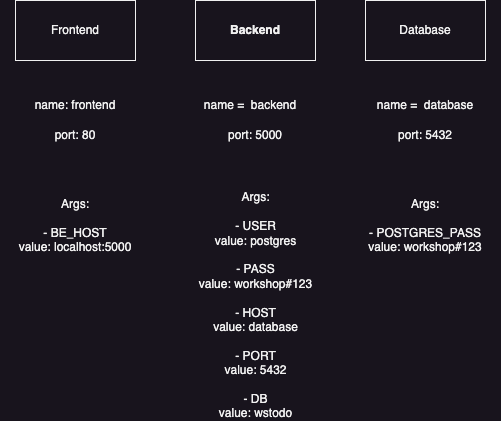 Frontend
Backend
Database
name: frontend
name = backend
name = database
port: 80
port: 5000
port: 5432
Args:
- BE_HOST
value: localhost:5000
Args:
- USER
value: postgres
- PASS
value: workshop#123
- HOST
value: database
- PORT
value: 5432
- DB
value: wstodo
Args:
- POSTGRES_PASS
value: workshop#123